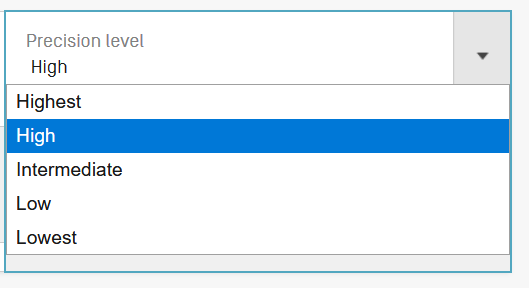 Precision level
High
Highest
High
Intermediate
Low
Lowest